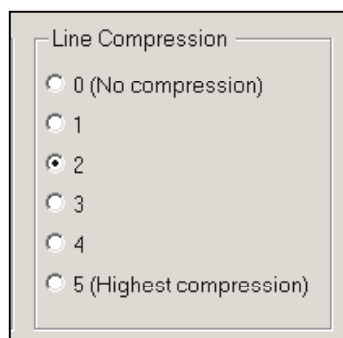 Line Compression
0 (No compression)
1
2
3
4
5 (Highest compression)